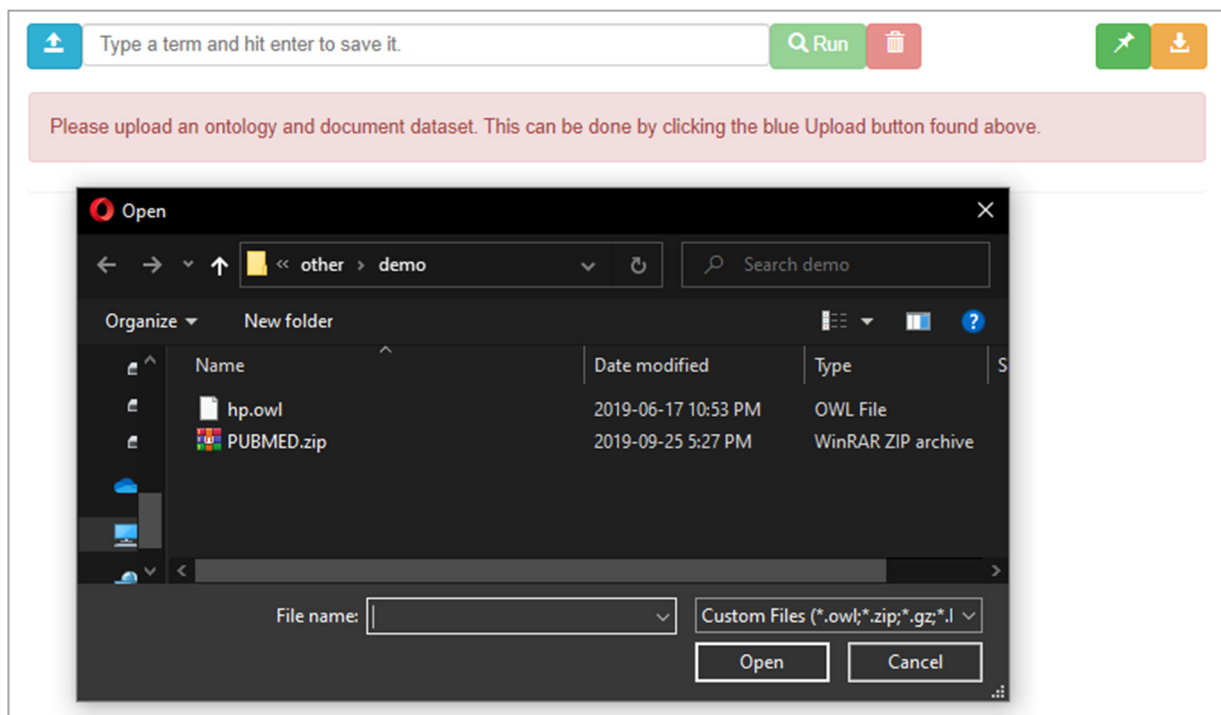 Type a term and hit enter to save it. Run
Please upload an ontology and document dataset. This can be done by clicking the blue Upload button found above.
Open
« other › demo Search demo
Organize New folder ?
Name Date modified Type S
hp.owl 2019-06-17 10:53 PM OWL File
PUBMED.zip 2019-09-25 5:27 PM WinRAR ZIP archive
File name: Custom Files (*.owl;*.zip;*.gz;*.l
Open Cancel